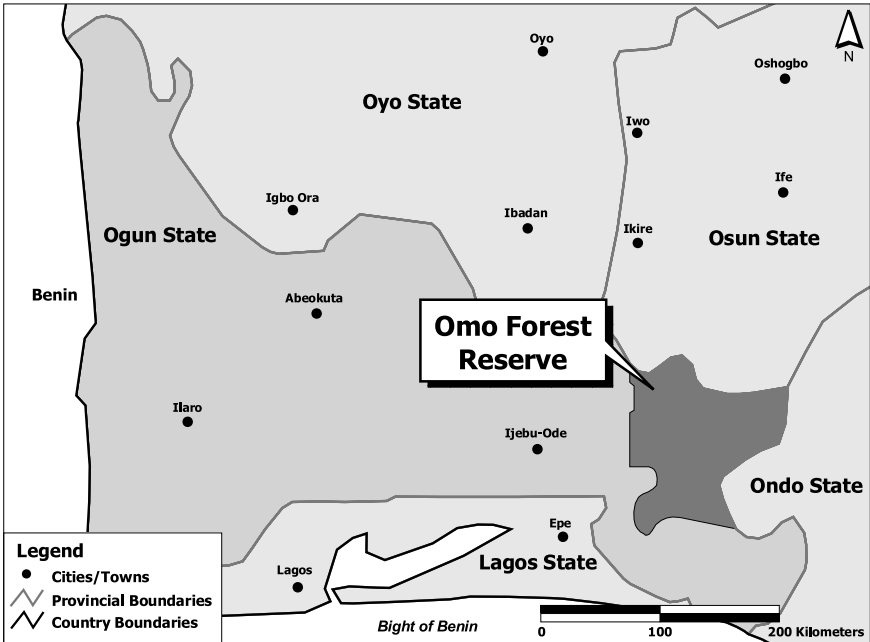 N
Oyo
Oshogbo
Oyo State
Iwo
Ife
Igbo Ora
Ibadan
Ikire
Ogun State
Osun State
Benin
Abeokuta
Omo Forest
Reserve
Ilaro
Ijebu-Ode
Ondo State
Epe
Lagos State
Lagos
Legend
Cities/Towns
Provincial Boundaries
Country Boundaries
Bight of Benin
0 100 200 Kilometers